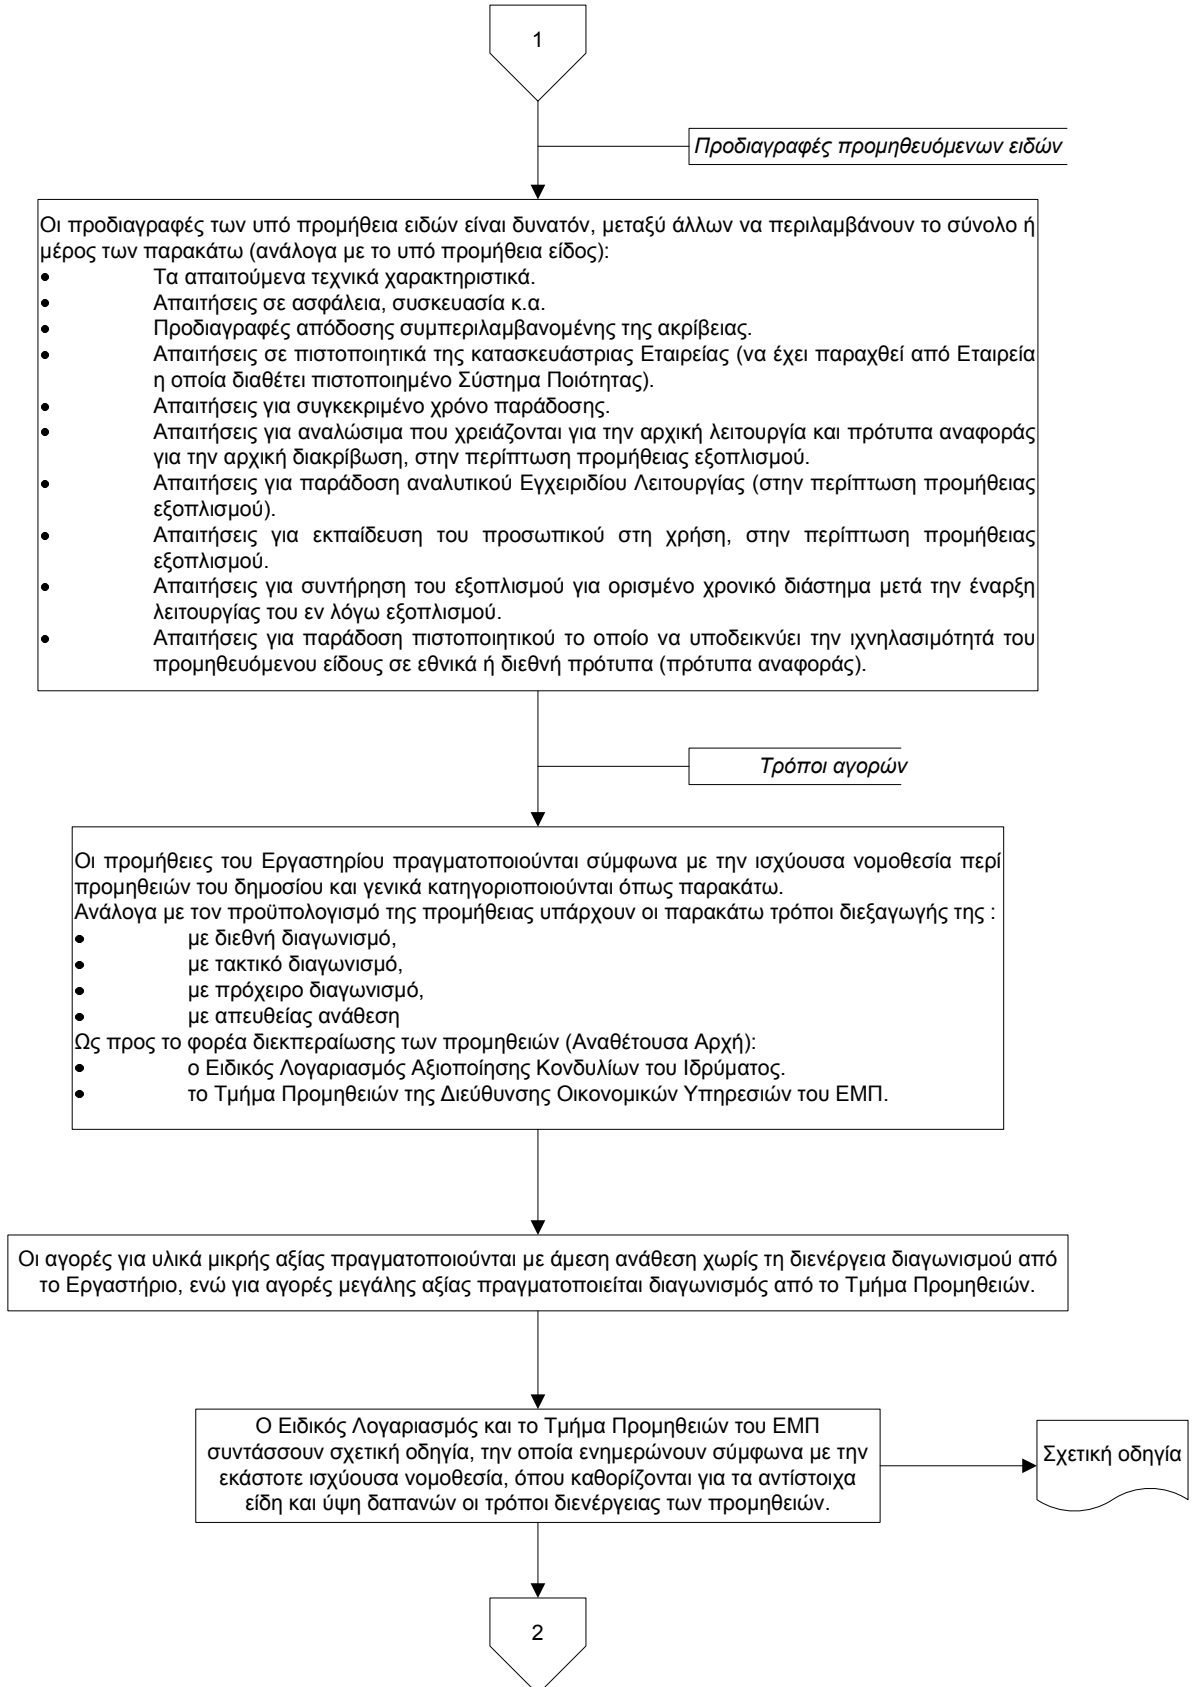 1
Προδιαγραφές προμηθευόμενων ειδών
Οι προδιαγραφές των υπό προμήθεια ειδών είναι δυνατόν, μεταξύ άλλων να περιλαμβάνουν το σύνολο ή
μέρος των παρακάτω (ανάλογα με το υπό προμήθεια είδος):
• Τα απαιτούμενα τεχνικά χαρακτηριστικά.
• Απαιτήσεις σε ασφάλεια, συσκευασία κ.α.
• Προδιαγραφές απόδοσης συμπεριλαμβανομένης της ακρίβειας.
• Απαιτήσεις σε πιστοποιητικά της κατασκευάστριας Εταιρείας (να έχει παραχθεί από Εταιρεία
η οποία διαθέτει πιστοποιημένο Σύστημα Ποιότητας).
• Απαιτήσεις για συγκεκριμένο χρόνο παράδοσης.
• Απαιτήσεις για αναλώσιμα που χρειάζονται για την αρχική λειτουργία και πρότυπα αναφοράς
για την αρχική διακρίβωση, στην περίπτωση προμήθειας εξοπλισμού.
• Απαιτήσεις για παράδοση αναλυτικού Εγχειριδίου Λειτουργίας (στην περίπτωση προμήθειας
εξοπλισμού).
• Απαιτήσεις για εκπαίδευση του προσωπικού στη χρήση, στην περίπτωση προμήθειας
εξοπλισμού.
• Απαιτήσεις για συντήρηση του εξοπλισμού για ορισμένο χρονικό διάστημα μετά την έναρξη
λειτουργίας του εν λόγω εξοπλισμού.
• Απαιτήσεις για παράδοση πιστοποιητικού το οποίο να υποδεικνύει την ιχνηλασιμότητά του
προμηθευόμενου είδους σε εθνικά ή διεθνή πρότυπα (πρότυπα αναφοράς).
Τρόποι αγορών
Οι προμήθειες του Εργαστηρίου πραγματοποιούνται σύμφωνα με την ισχύουσα νομοθεσία περί
προμηθειών του δημοσίου και γενικά κατηγοριοποιούνται όπως παρακάτω.
Ανάλογα με τον προϋπολογισμό της προμήθειας υπάρχουν οι παρακάτω τρόποι διεξαγωγής της :
• με διεθνή διαγωνισμό,
• με τακτικό διαγωνισμό,
• με πρόχειρο διαγωνισμό,
• με απευθείας ανάθεση
Ως προς το φορέα διεκπεραίωσης των προμηθειών (Αναθέτουσα Αρχή):
• ο Ειδικός Λογαριασμός Αξιοποίησης Κονδυλίων του Ιδρύματος.
• το Τμήμα Προμηθειών της Διεύθυνσης Οικονομικών Υπηρεσιών του ΕΜΠ.
Οι αγορές για υλικά μικρής αξίας πραγματοποιούνται με άμεση ανάθεση χωρίς τη διενέργεια διαγωνισμού από
το Εργαστήριο, ενώ για αγορές μεγάλης αξίας πραγματοποιείται διαγωνισμός από το Τμήμα Προμηθειών.
Ο Ειδικός Λογαριασμός και το Τμήμα Προμηθειών του ΕΜΠ
συντάσσουν σχετική οδηγία, την οποία ενημερώνουν σύμφωνα με την
εκάστοτε ισχύουσα νομοθεσία, όπου καθορίζονται για τα αντίστοιχα
είδη και ύψη δαπανών οι τρόποι διενέργειας των προμηθειών.
Σχετική οδηγία
2